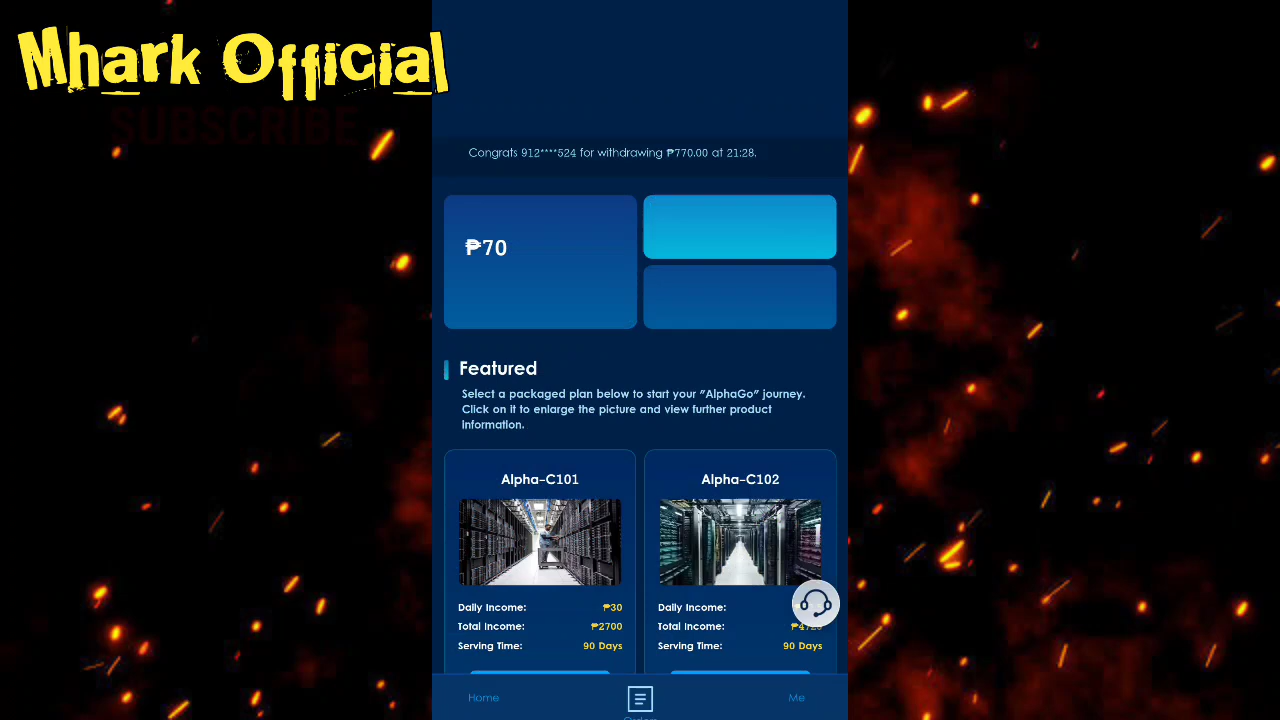 Mhark Official
SUBSCRIBE
Congrats 912****524 for withdrawing ₱770.00 at 21:28.
₱70
Featured
Select a packaged plan below to start your "AlphaGo" journey.
Click on it to enlarge the picture and view further product
information.
Alpha-C101
Alpha-C102
Daily Income: ₱30
Total Income: ₱2700
Serving Time: 90 Days
Daily Income:
Total Income:
Serving Time: 90 Days
Home
Orders
Me